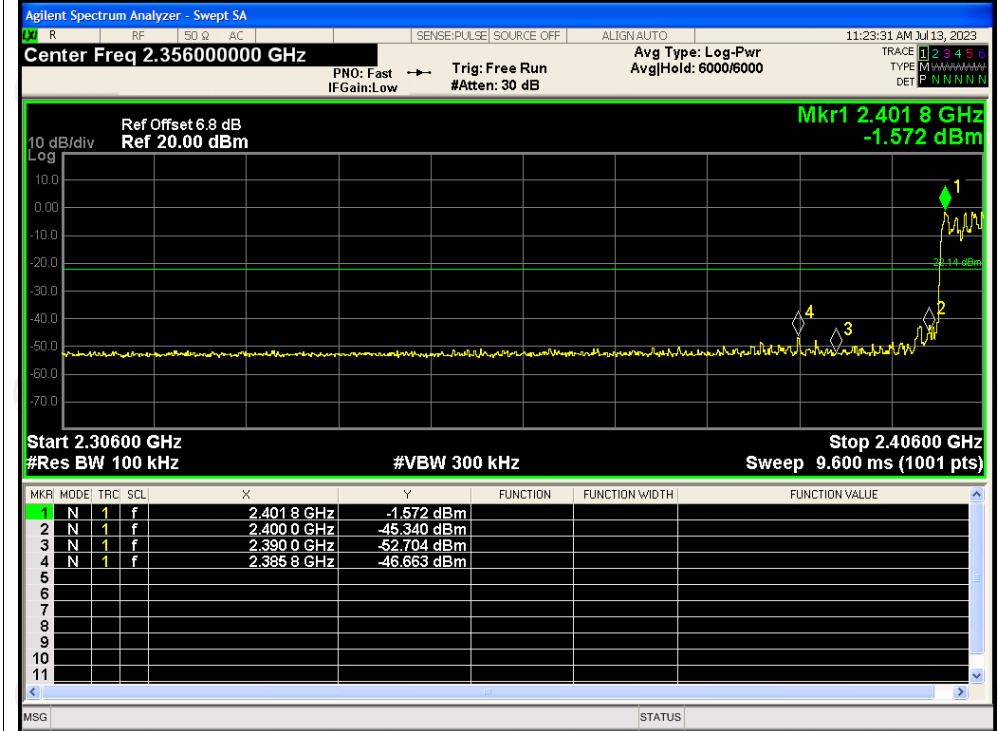 Agilent Spectrum Analyzer - Swept SA
LXI R RF 50 Ω AC SENSE:PULSE SOURCE OFF ALIGN AUTO 11:23:31 AM Jul 13, 2023
Center Freq 2.356000000 GHz Avg Type: Log-Pwr TRACE 1 2 3 4 5 6
PNO: Fast Trig: Free Run Avg|Hold: 6000/6000 TYPE M
IFGain:Low #Atten: 30 dB DET P N N N N N
Mkr1 2.401 8 GHz
Ref Offset 6.8 dB
10 dB/div Ref 20.00 dBm -1.572 dBm
Log
10.0
1
0.00
-10.0
-20.0
22.14 dBm
-30.0
-40.0
4
2
3
-50.0
-60.0
-70.0
Start 2.30600 GHz Stop 2.40600 GHz
#Res BW 100 kHz #VBW 300 kHz Sweep 9.600 ms (1001 pts)
MKR MODE TRC SCL X Y FUNCTION FUNCTION WIDTH FUNCTION VALUE
1 N 1 f 2.401 8 GHz -1.572 dBm
2 N 1 f 2.400 0 GHz -45.340 dBm
3 N 1 f 2.390 0 GHz -52.704 dBm
4 N 1 f 2.385 8 GHz -46.663 dBm
5
6
7
8
9
10
11
MSG STATUS